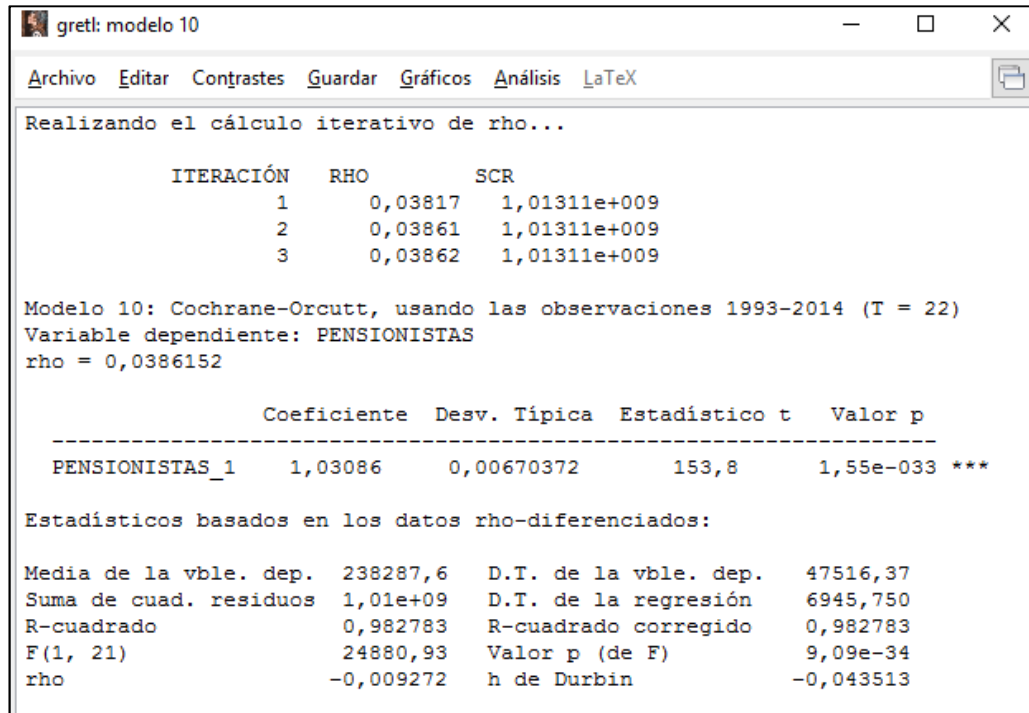 gretl: modelo 10
Archivo Editar Contrastes Guardar Gráficos Análisis LaTeX
Realizando el cálculo iterativo de rho...
ITERACIÓN RHO SCR
1 0,03817 1,01311e+009
2 0,03861 1,01311e+009
3 0,03862 1,01311e+009
Modelo 10: Cochrane-Orcutt, usando las observaciones 1993-2014 (T = 22)
Variable dependiente: PENSIONISTAS
rho = 0,0386152
Coeficiente Desv. Típica Estadístico t Valor p
--------------------------------------------------------------------
PENSIONISTAS_1 1,03086 0,00670372 153,8 1,55e-033 ***
Estadísticos basados en los datos rho-diferenciados:
Media de la vble. dep. 238287,6 D.T. de la vble. dep. 47516,37
Suma de cuad. residuos 1,01e+09 D.T. de la regresión 6945,750
R-cuadrado 0,982783 R-cuadrado corregido 0,982783
F(1, 21) 24880,93 Valor p (de F) 9,09e-34
rho -0,009272 h de Durbin -0,043513